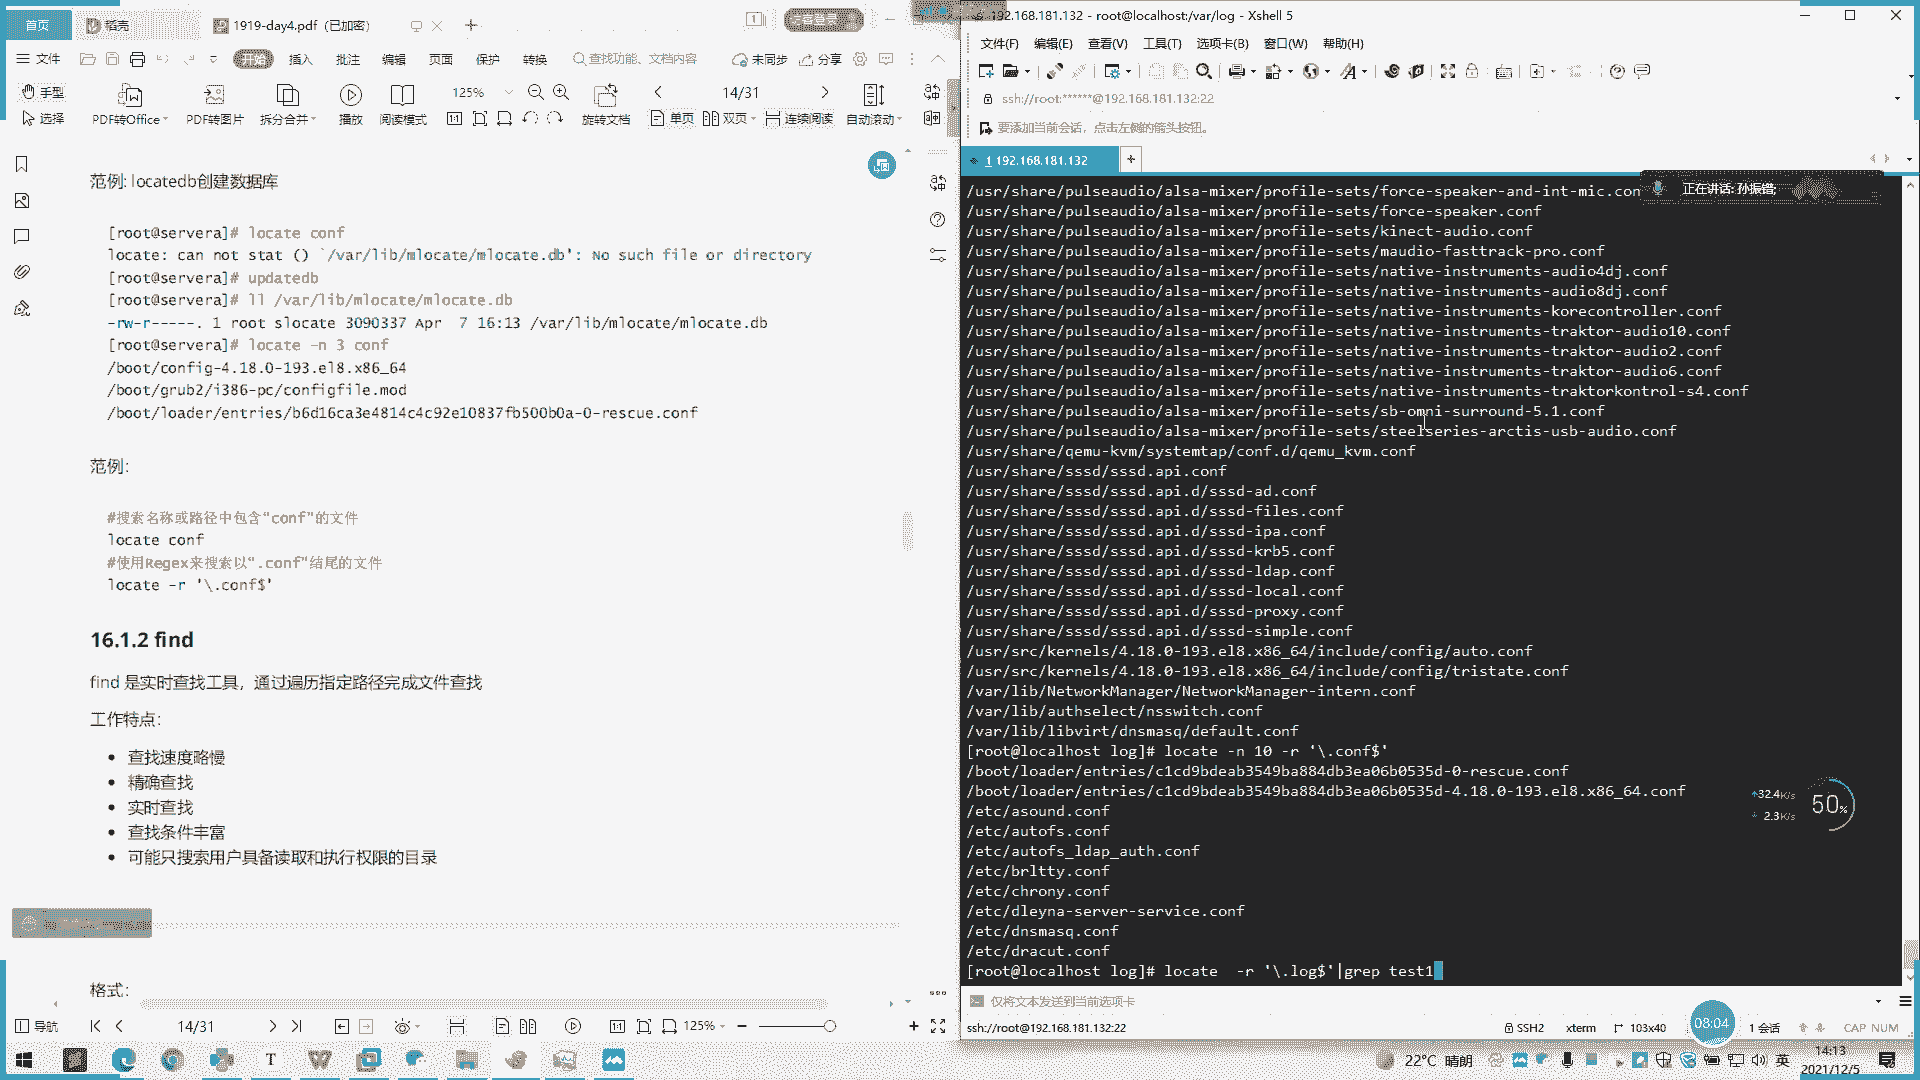 首页
稻壳
1919-day4.pdf（已加密）
文件
开始
插入
批注
编辑
页面
保护
转换
查找功能、文档内容
未同步
分享
手型
选择
PDF转Office
PDF转图片
拆分合并
播放
阅读模式
125%
旋转文档
14/31
单页
双页
连续阅读
自动滚动
范例: locatedb创建数据库
[root@servera]# locate conf
locate: can not stat () `/var/lib/mlocate/mlocate.db': No such file or directory
[root@servera]# updatedb
[root@servera]# ll /var/lib/mlocate/mlocate.db
-rw-r-----. 1 root slocate 3090337 Apr  7 16:13 /var/lib/mlocate/mlocate.db
[root@servera]# locate -n 3 conf
/boot/config-4.18.0-193.el8.x86_64
/boot/grub2/i386-pc/configfile.mod
/boot/loader/entries/b6d16ca3e4814c4c92e10837fb500b0a-0-rescue.conf
范例:
#搜索名称或路径中包含“conf”的文件
locate conf
#使用Regex来搜索以“.conf”结尾的文件
locate -r '\.conf$'
16.1.2 find
find 是实时查找工具，通过遍历指定路径完成文件查找
工作特点:
• 查找速度略慢
• 精确查找
• 实时查找
• 查找条件丰富
• 可能只搜索用户具备读取和执行权限的目录
格式:
导航
14/31
125%
192.168.181.132 - root@localhost:/var/log - Xshell 5
文件(F) 编辑(E) 查看(V) 工具(T) 选项卡(B) 窗口(W) 帮助(H)
ssh://root:******@192.168.181.132:22
要添加当前会话，点击左侧的箭头按钮。
1 192.168.181.132
正在讲话: 孙振锴;
/usr/share/pulseaudio/alsa-mixer/profile-sets/force-speaker-and-int-mic.con
/usr/share/pulseaudio/alsa-mixer/profile-sets/force-speaker.conf
/usr/share/pulseaudio/alsa-mixer/profile-sets/kinect-audio.conf
/usr/share/pulseaudio/alsa-mixer/profile-sets/maudio-fasttrack-pro.conf
/usr/share/pulseaudio/alsa-mixer/profile-sets/native-instruments-audio4dj.conf
/usr/share/pulseaudio/alsa-mixer/profile-sets/native-instruments-audio8dj.conf
/usr/share/pulseaudio/alsa-mixer/profile-sets/native-instruments-korecontroller.conf
/usr/share/pulseaudio/alsa-mixer/profile-sets/native-instruments-traktor-audio10.conf
/usr/share/pulseaudio/alsa-mixer/profile-sets/native-instruments-traktor-audio2.conf
/usr/share/pulseaudio/alsa-mixer/profile-sets/native-instruments-traktor-audio6.conf
/usr/share/pulseaudio/alsa-mixer/profile-sets/native-instruments-traktorkontrol-s4.conf
/usr/share/pulseaudio/alsa-mixer/profile-sets/sb-omni-surround-5.1.conf
/usr/share/pulseaudio/alsa-mixer/profile-sets/steelseries-arctis-usb-audio.conf
/usr/share/qemu-kvm/systemtap/conf.d/qemu_kvm.conf
/usr/share/sssd/sssd.api.conf
/usr/share/sssd/sssd.api.d/sssd-ad.conf
/usr/share/sssd/sssd.api.d/sssd-files.conf
/usr/share/sssd/sssd.api.d/sssd-ipa.conf
/usr/share/sssd/sssd.api.d/sssd-krb5.conf
/usr/share/sssd/sssd.api.d/sssd-ldap.conf
/usr/share/sssd/sssd.api.d/sssd-local.conf
/usr/share/sssd/sssd.api.d/sssd-proxy.conf
/usr/share/sssd/sssd.api.d/sssd-simple.conf
/usr/src/kernels/4.18.0-193.el8.x86_64/include/config/auto.conf
/usr/src/kernels/4.18.0-193.el8.x86_64/include/config/tristate.conf
/var/lib/NetworkManager/NetworkManager-intern.conf
/var/lib/authselect/nsswitch.conf
/var/lib/libvirt/dnsmasq/default.conf
[root@localhost log]# locate -n 10 -r '\.conf$'
/boot/loader/entries/c1cd9bdeab3549ba884db3ea06b0535d-0-rescue.conf
/boot/loader/entries/c1cd9bdeab3549ba884db3ea06b0535d-4.18.0-193.el8.x86_64.conf
/etc/asound.conf
/etc/autofs.conf
/etc/autofs_ldap_auth.conf
/etc/brltty.conf
/etc/chrony.conf
/etc/dleyna-server-service.conf
/etc/dnsmasq.conf
/etc/dracut.conf
[root@localhost log]# locate  -r '\.log$'|grep test1
32.4K/s
2.3K/s
50%
仅将文本发送到当前选项卡
ssh://root@192.168.181.132:22
SSH2
xterm
103x40
08:04
1 会话
CAP NUM
22°C 晴朗
英
14:13
2021/12/5